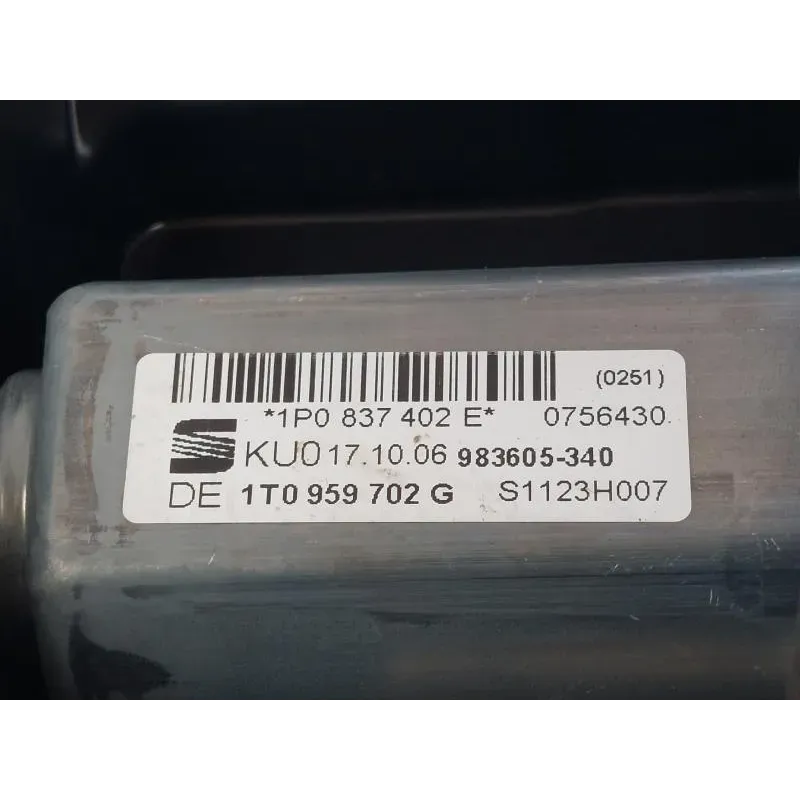 (0251)
*1P0 837 402 E* 0756430
KU0 17.10.06 983605-340
DE 1T0 959 702 G S1123H007